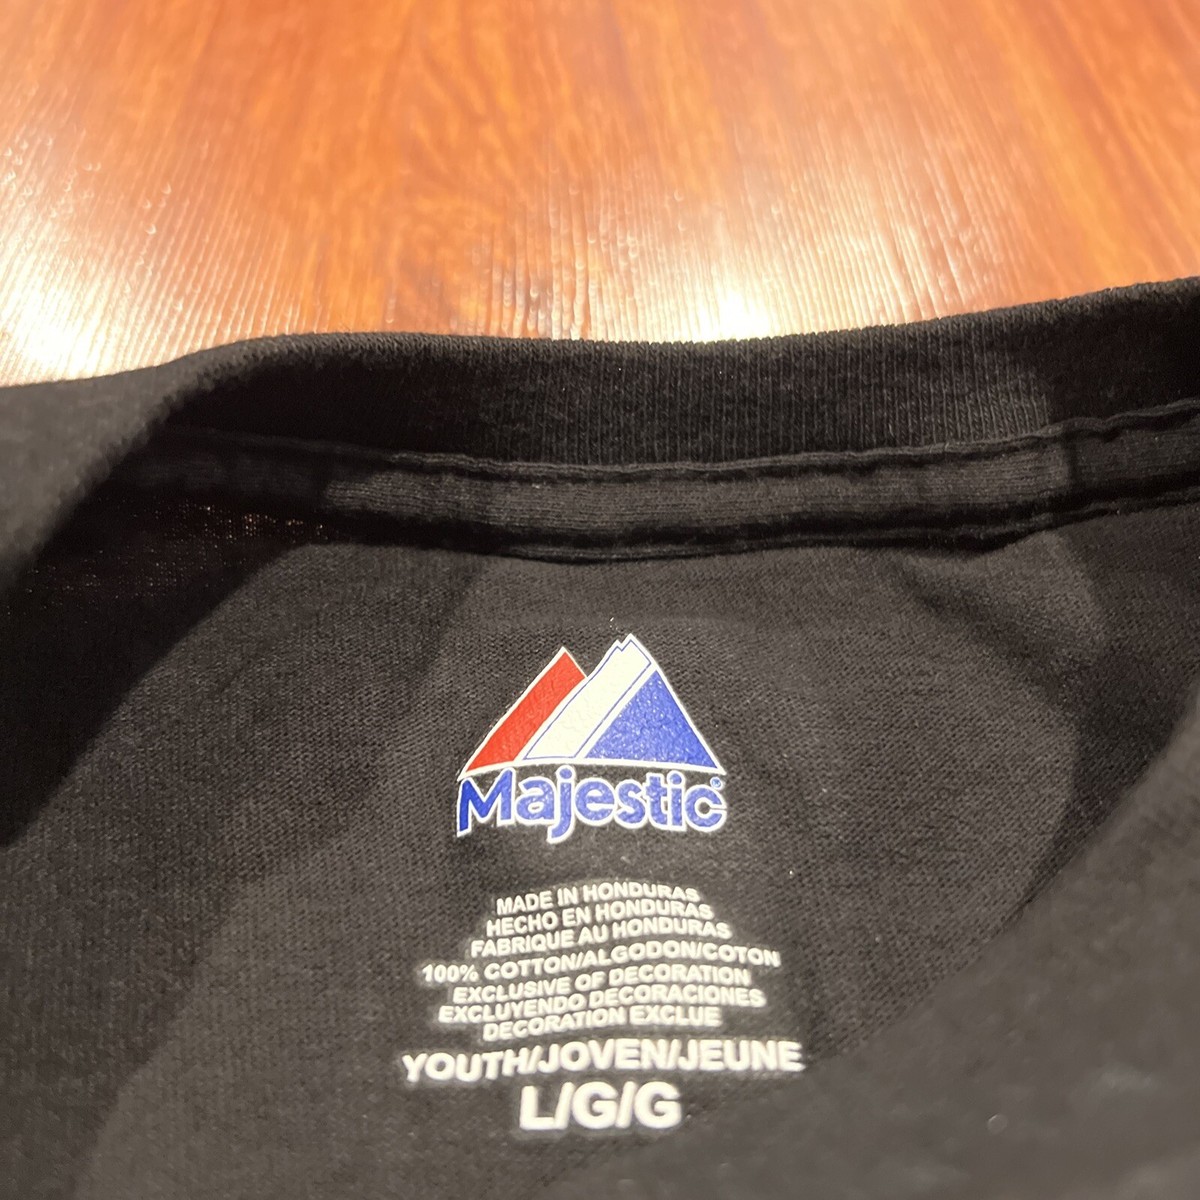 Majestic
MADE IN HONDURAS
HECHO EN HONDURAS
FABRIQUE AU HONDURAS
100% COTTON/ALGODON/COTON
EXCLUSIVE OF DECORATION
EXCLUYENDO DECORACIONES
DECORATION EXCLUE
YOUTH/JOVEN/JEUNE
L/G/G